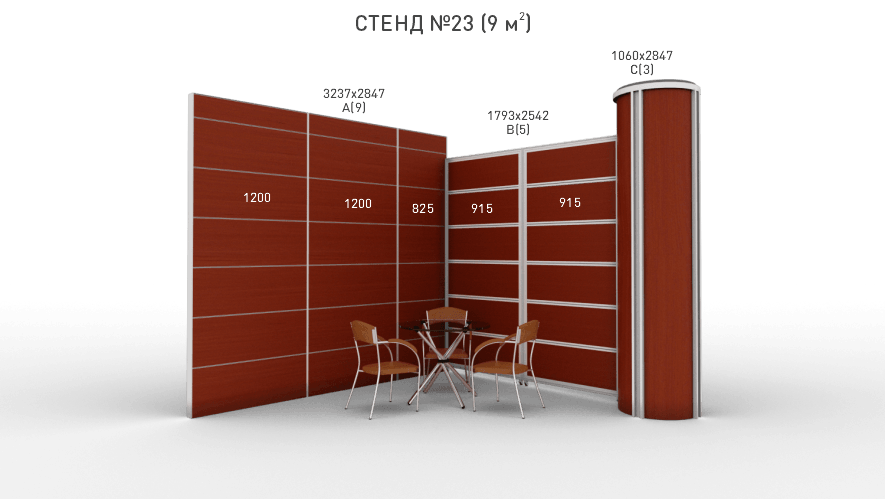 СТЕНД №23 (9 м²)
1060x2847
C(3)
3237x2847
A(9)
1793x2542
B(5)
1200
1200
825
915
915